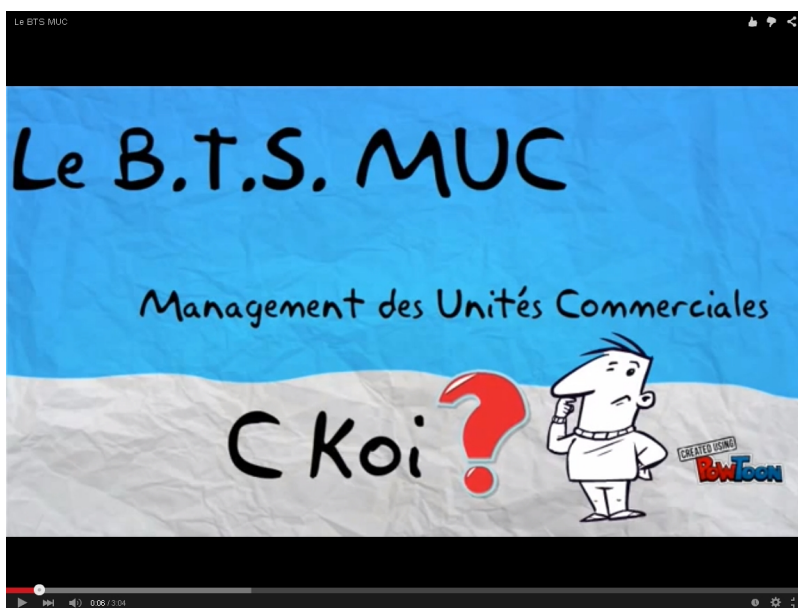 Le BTS MUC
Le B.T.S. MUC
Management des Unités Commerciales
C Koi ?
CREATED USING
POWTOON
0:06 / 3:04